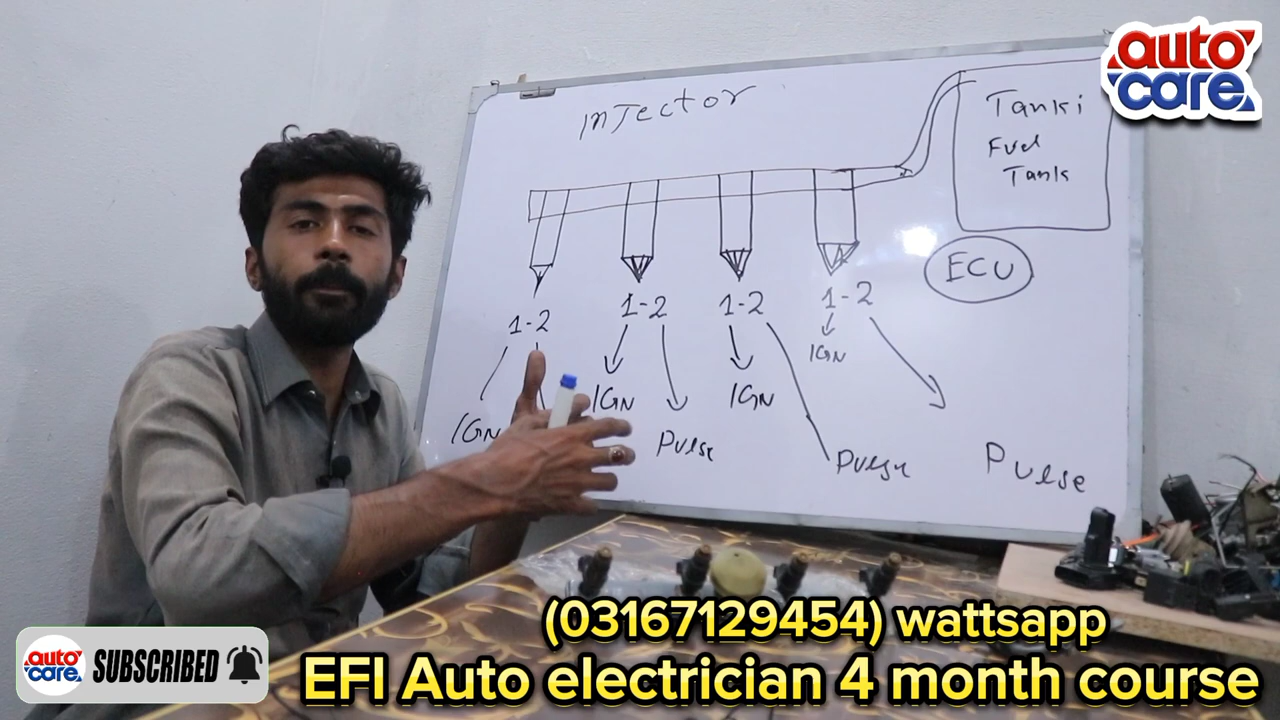 auto
care
InJector
Tanki
Fuel
Tank
ECU
1-2
1-2
1-2
1-2
IGN
IGN
IGN
IGN
Pulse
Pulse
Pulse
(03167129454) wattsapp
auto
care.
SUBSCRIBED
EFI Auto electrician 4 month course